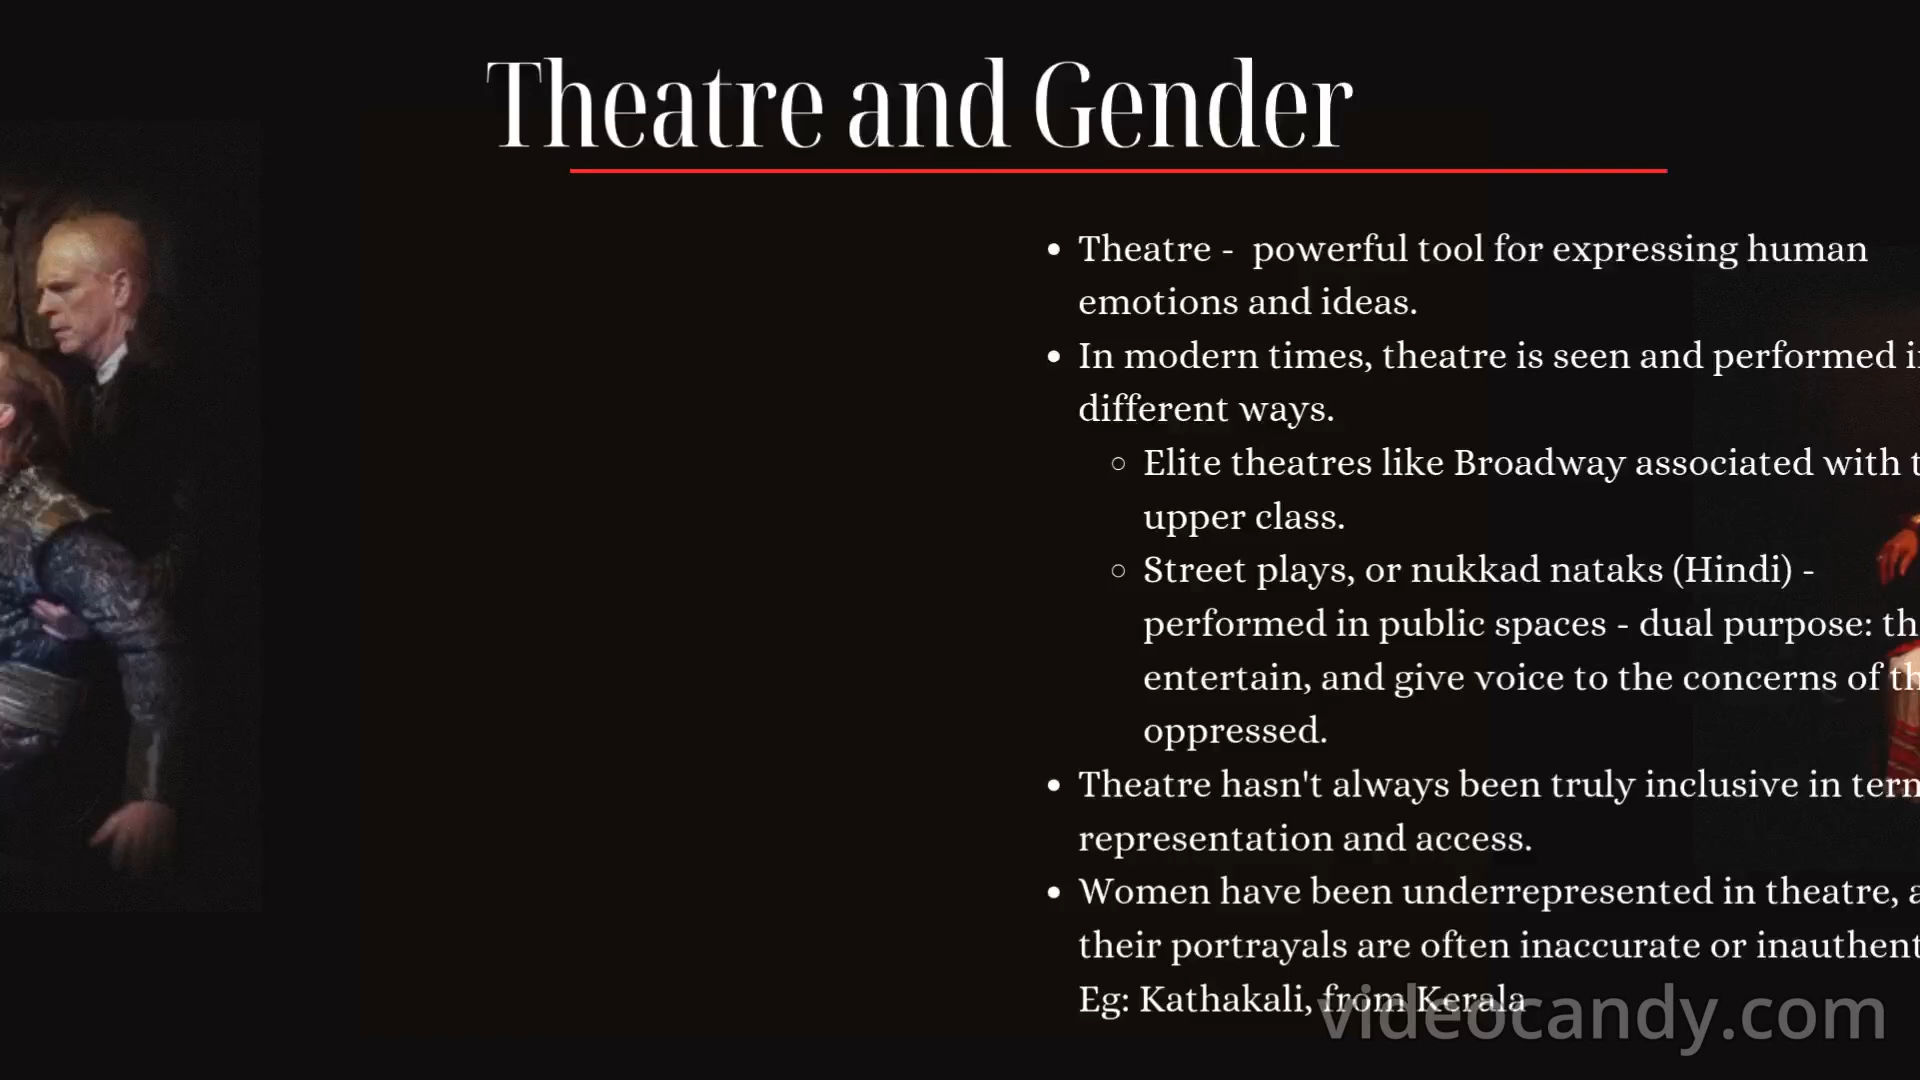 Theatre and Gender
• Theatre -  powerful tool for expressing human
emotions and ideas.
• In modern times, theatre is seen and performed
different ways.
○ Elite theatres like Broadway associated with
upper class.
○ Street plays, or nukkad nataks (Hindi) -
performed in public spaces - dual purpose:
entertain, and give voice to the concerns of
oppressed.
• Theatre hasn't always been truly inclusive in
representation and access.
• Women have been underrepresented in theatre,
their portrayals are often inaccurate or
Eg: Kathakali, from Kerala
videocandy.com